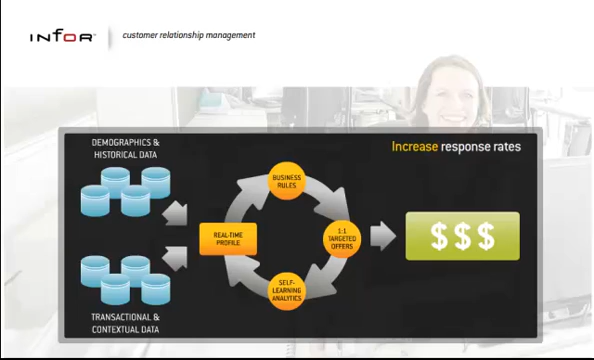 infor
customer relationship management
DEMOGRAPHICS &
HISTORICAL DATA
Increase response rates
BUSINESS
RULES
REAL-TIME
PROFILE
1:1
TARGETED
OFFERS
$$$
SELF-
LEARNING
ANALYTICS
TRANSACTIONAL &
CONTEXTUAL DATA